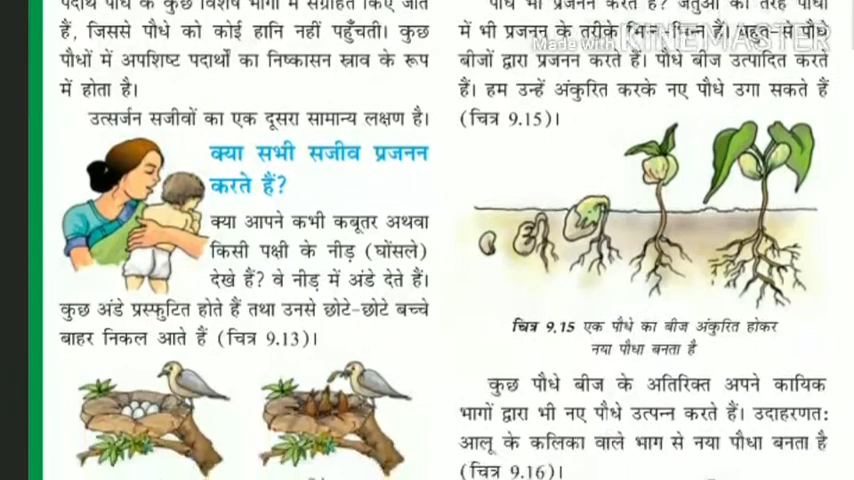 पदार्थ पौधे के कुछ विशेष भागों में संग्रहित किए जाते
हैं, जिससे पौधे को कोई हानि नहीं पहुँचती। कुछ
पौधों में अपशिष्ट पदार्थों का निष्कासन स्राव के रूप
में होता है।
उत्सर्जन सजीवों का एक दूसरा सामान्य लक्षण है।
क्या सभी सजीव प्रजनन
करते हैं?
क्या आपने कभी कबूतर अथवा
किसी पक्षी के नीड़ (घोंसले)
देखे हैं? वे नीड़ में अंडे देते हैं।
कुछ अंडे प्रस्फुटित होते हैं तथा उनसे छोटे-छोटे बच्चे
बाहर निकल आते हैं (चित्र 9.13)।
पौधे भी प्रजनन करते हैं? जंतुओं की तरह पौधों
में भी प्रजनन के तरीके भिन्न-भिन्न हैं। बहुत-से पौधे
Made with KINEMASTER
बीजों द्वारा प्रजनन करते हैं। पौधे बीज उत्पादित करते
हैं। हम उन्हें अंकुरित करके नए पौधे उगा सकते हैं
(चित्र 9.15)।
चित्र 9.15 एक पौधे का बीज अंकुरित होकर
नया पौधा बनता है
कुछ पौधे बीज के अतिरिक्त अपने कायिक
भागों द्वारा भी नए पौधे उत्पन्न करते हैं। उदाहरणत:
आलू के कलिका वाले भाग से नया पौधा बनता है
(चित्र 9.16)।